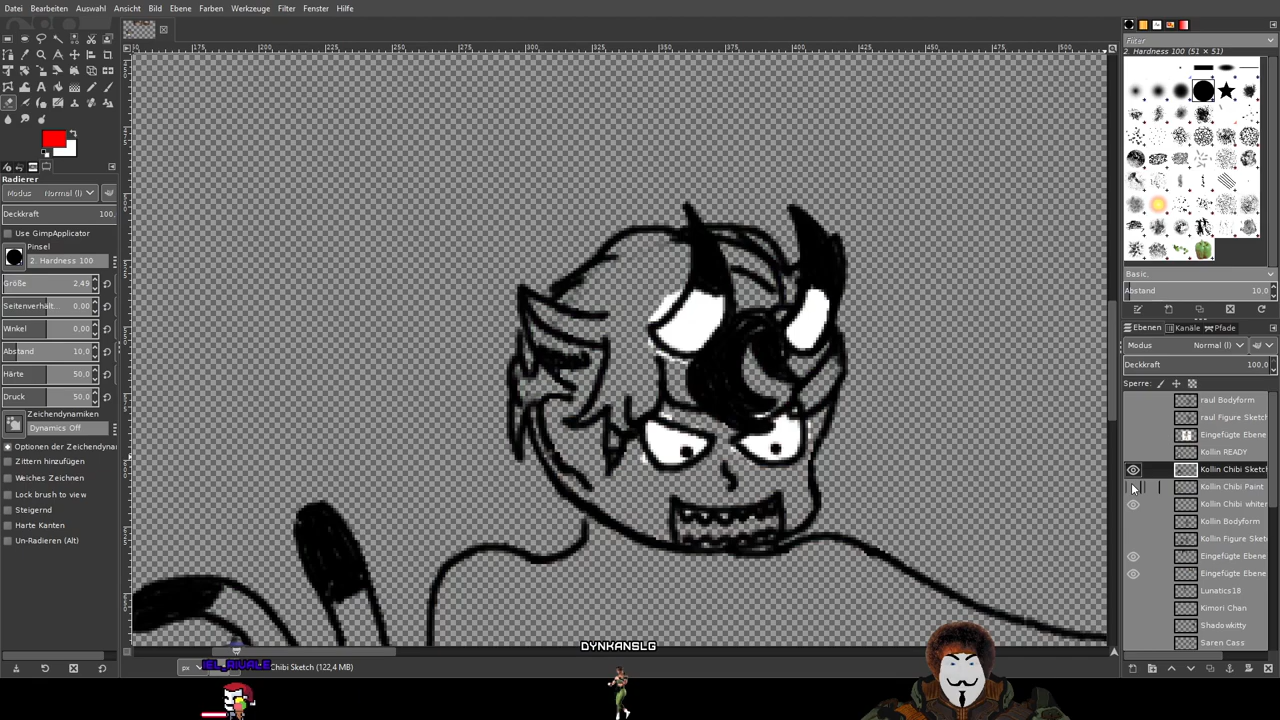 Datei Bearbeiten Auswahl Ansicht Bild Ebene Farben Werkzeuge Filter Fenster Hilfe
Filter
2. Hardness 100 (51 × 51)
Radierer
Modus Normal (l)
Deckkraft 100,
Use GimpApplicator
Pinsel
2. Hardness 100
Größe 2,49
Seitenverhält... 0,00
Winkel 0,00
Abstand 10,0
Härte 50,0
Druck 50,0
Zeichendynamiken
Dynamics Off
Optionen der Zeichendynam
Zittern hinzufügen
Weiches Zeichnen
Lock brush to view
Steigernd
Harte Kanten
Un-Radieren (Alt)
Basic,
Abstand 10,0
Ebenen Kanäle Pfade
Modus Normal (l)
Deckkraft 100,0
Sperre:
raul Bodyform
raul Figure Sketch
Eingefügte Ebene
Kollin READY
Kollin Chibi Sketch
Kollin Chibi Paint
Kollin Chibi whiter
Kollin Bodyform
Kollin Figure Sket
Eingefügte Ebene
Eingefügte Ebene
Lunatics18
Kimori Chan
Shadowkitty
Saren Cass
DYNKANSLG
px
Chibi Sketch (122,4 MB)